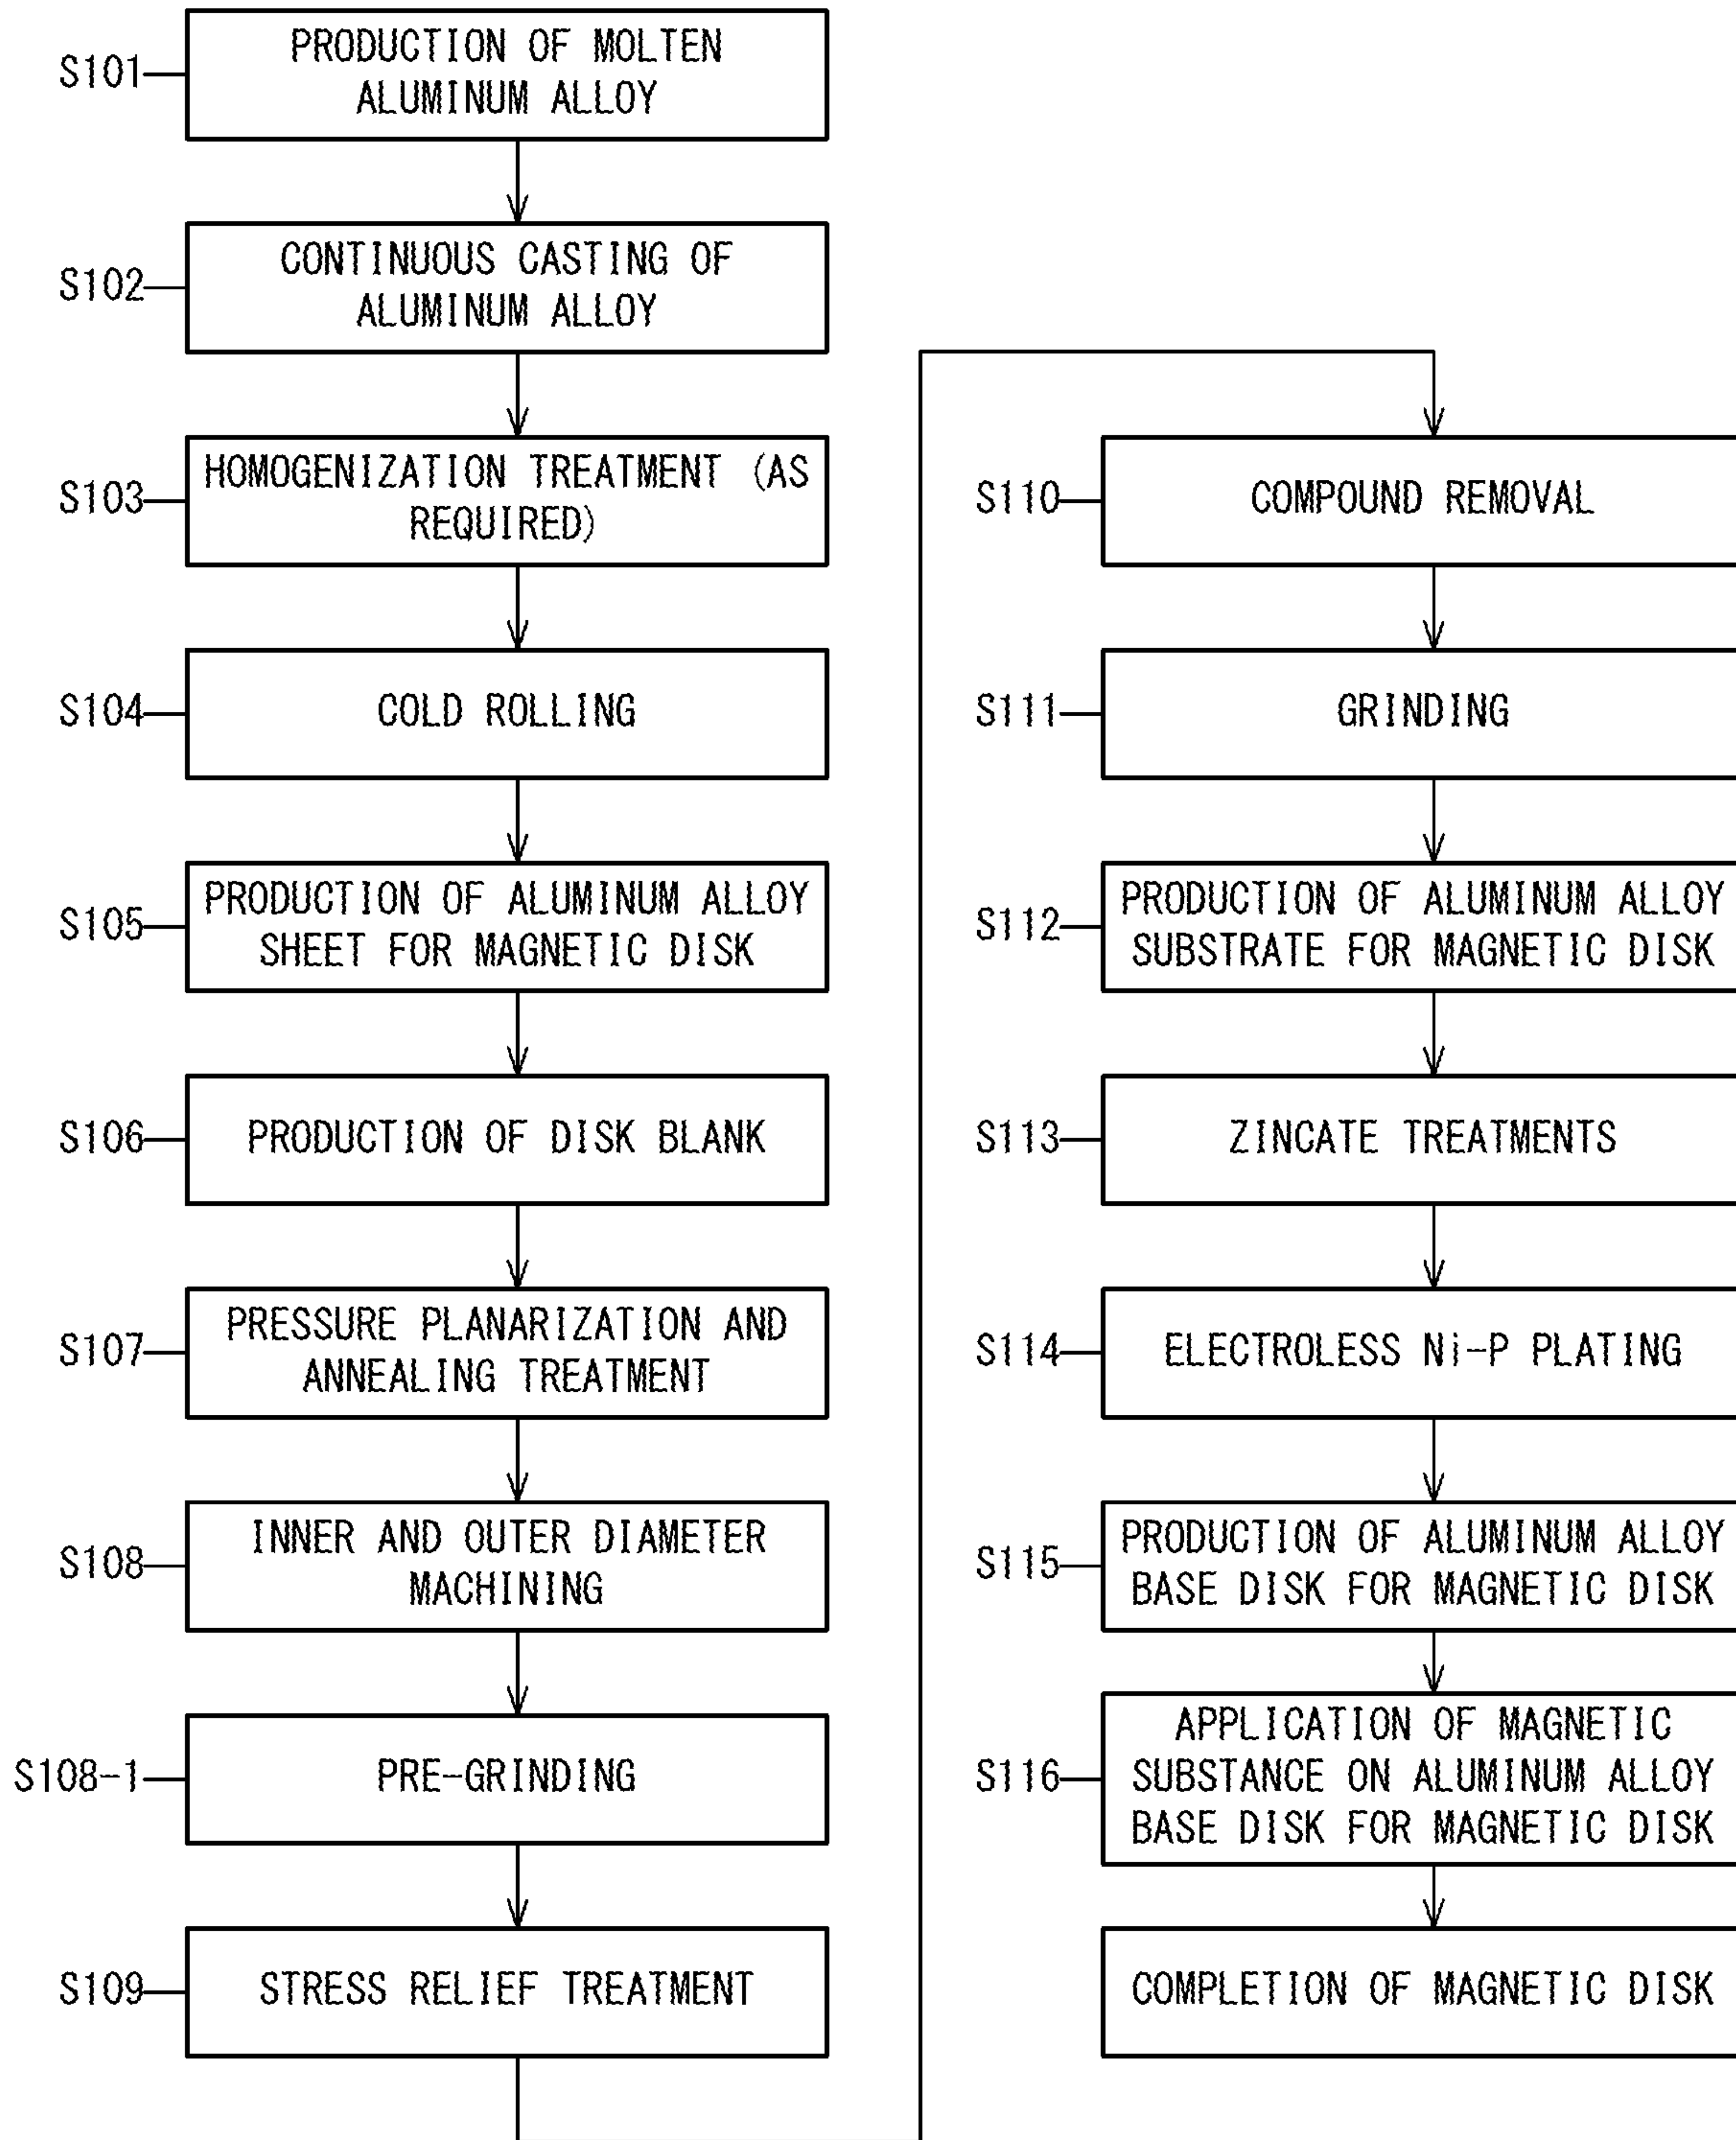 S101
PRODUCTION OF MOLTEN
ALUMINUM ALLOY
S102
CONTINUOUS CASTING OF
ALUMINUM ALLOY
S103
HOMOGENIZATION TREATMENT (AS
REQUIRED)
S104
COLD ROLLING
S105
PRODUCTION OF ALUMINUM ALLOY
SHEET FOR MAGNETIC DISK
S106
PRODUCTION OF DISK BLANK
S107
PRESSURE PLANARIZATION AND
ANNEALING TREATMENT
S108
INNER AND OUTER DIAMETER
MACHINING
S108-1
PRE-GRINDING
S109
STRESS RELIEF TREATMENT
S110
COMPOUND REMOVAL
S111
GRINDING
S112
PRODUCTION OF ALUMINUM ALLOY
SUBSTRATE FOR MAGNETIC DISK
S113
ZINCATE TREATMENTS
S114
ELECTROLESS Ni-P PLATING
S115
PRODUCTION OF ALUMINUM ALLOY
BASE DISK FOR MAGNETIC DISK
S116
APPLICATION OF MAGNETIC
SUBSTANCE ON ALUMINUM ALLOY
BASE DISK FOR MAGNETIC DISK
COMPLETION OF MAGNETIC DISK